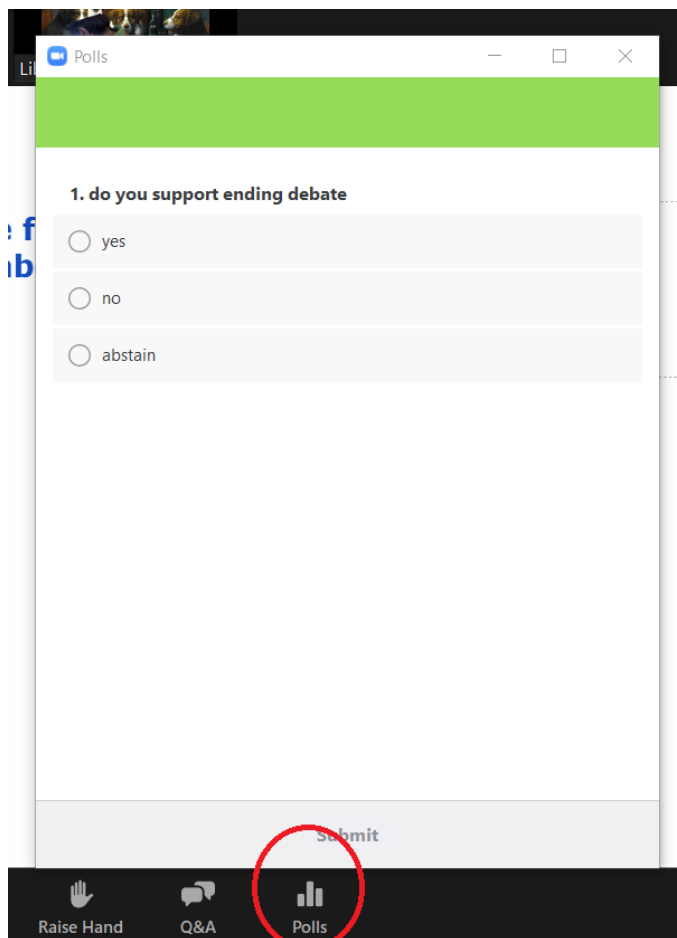 Polls
1. do you support ending debate
yes
no
abstain
Submit
Raise Hand
Q&A
Polls